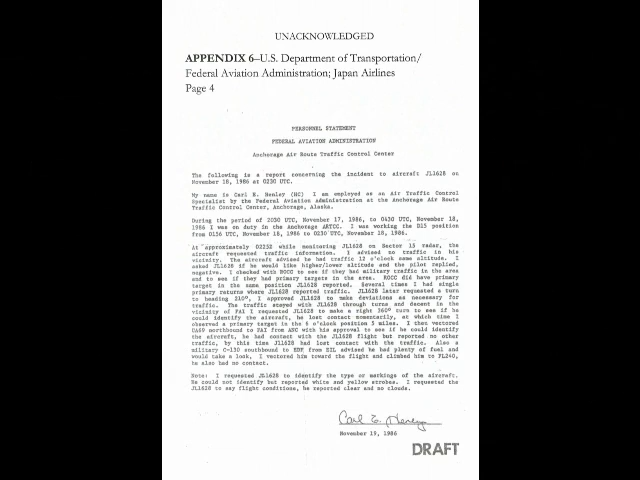 UNACKNOWLEDGED
APPENDIX 6–U.S. Department of Transportation/
Federal Aviation Administration; Japan Airlines
Page 4
PERSONNEL STATEMENT
FEDERAL AVIATION ADMINISTRATION
Anchorage Air Route Traffic Control Center
The following is a report concerning the incident to aircraft JL1628 on
November 18, 1986 at 0230 UTC.
My name is Carl E. Henley (HC) I am employed as an Air Traffic Control
Specialist by the Federal Aviation Administration at the Anchorage Air Route
Traffic Control Center, Anchorage, Alaska.
During the period of 2030 UTC, November 17, 1986, to 0430 UTC, November 18,
1986 I was on duty in the Anchorage ARTCC. I was working the D15 position
from 0156 UTC, November 18, 1986 to 0230 UTC, November 18, 1986.
At approximately 0225Z while monitoring JL1628 on Sector 15 radar, the
aircraft requested traffic information. I advised no traffic in his
vicinity. The aircraft advised he had traffic 12 o'clock same altitude. I
asked JL1628 if he would like higher/lower altitude and the pilot replied,
negative. I checked with ROCC to see if they had military traffic in the area
and to see if they had primary targets in the area. ROCC did have primary
target in the same position JL1628 reported. Several times I had single
primary returns where JL1628 reported traffic. JL1628 later requested a turn
to heading 210°, I approved JL1628 to make deviations as necessary for
traffic. The traffic stayed with JL1628 through turns and descent in the
vicinity of FAI I requested JL1628 to make a right 360° turn to see if he
could identify the aircraft, he lost contact momentarily, at which time I
observed a primary target in the 6 o'clock position 5 miles. I then vectored
UA69 northbound to FAI from ANC with his approval to see if he could identify
the aircraft, he had contact with the JL1628 flight but reported no other
traffic, by this time JL1628 had lost contact with the traffic. Also a
military C-130 southbound to EDF from EIL advised he had plenty of fuel and
would take a look, I vectored him toward the flight and climbed him to FL240,
he also had no contact.
Note: I requested JL1628 to identify the type or markings of the aircraft.
He could not identify but reported white and yellow strobes. I requested the
JL1628 to say flight conditions, he reported clear and no clouds.
Carl E. Henley
November 19, 1986
DRAFT